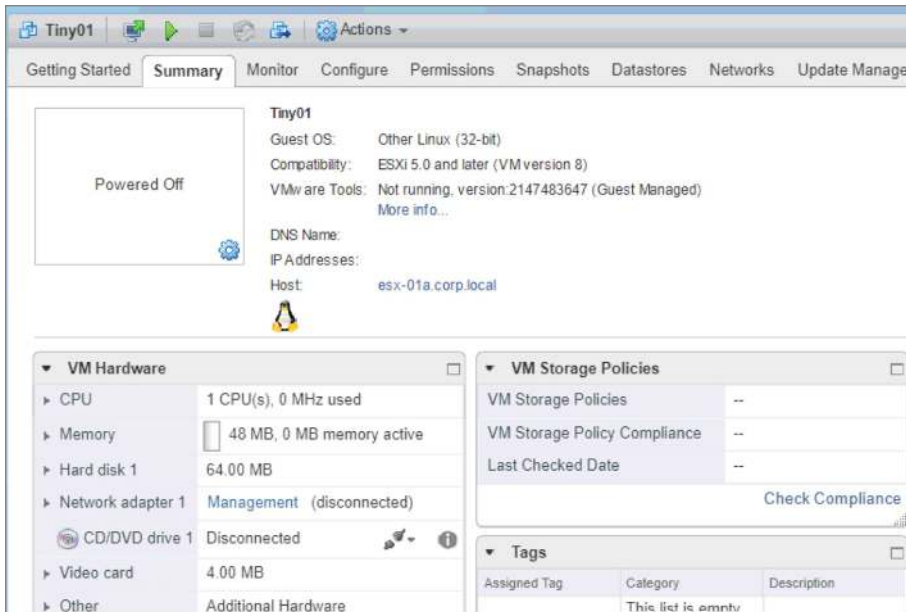 Tiny01 Actions
Getting Started Summary Monitor Configure Permissions Snapshots Datastores Networks Update Manage
Powered Off
Tiny01
Guest OS: Other Linux (32-bit)
Compatibility: ESXi 5.0 and later (VM version 8)
VMware Tools: Not running, version:2147483647 (Guest Managed)
More info...
DNS Name:
IP Addresses:
Host: esx-01a.corp.local
VM Hardware
CPU 1 CPU(s), 0 MHz used
Memory 48 MB, 0 MB memory active
Hard disk 1 64.00 MB
Network adapter 1 Management (disconnected)
CD/DVD drive 1 Disconnected
Video card 4.00 MB
Other Additional Hardware
VM Storage Policies
VM Storage Policies --
VM Storage Policy Compliance --
Last Checked Date --
Check Compliance
Tags
Assigned Tag Category Description
This list is empty